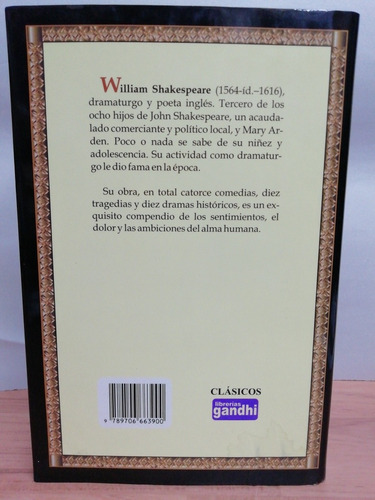 William Shakespeare (1564-íd.–1616),
dramaturgo y poeta inglés. Tercero de los
ocho hijos de John Shakespeare, un acauda-
lado comerciante y político local, y Mary Ar-
den. Poco o nada se sabe de su niñez y
adolescencia. Su actividad como dramatur-
go le dio fama en la época.
Su obra, en total catorce comedias, diez
tragedias y diez dramas históricos, es un ex-
quisito compendio de los sentimientos, el
dolor y las ambiciones del alma humana.
CLÁSICOS
librerías
gandhi
9 789706 663900